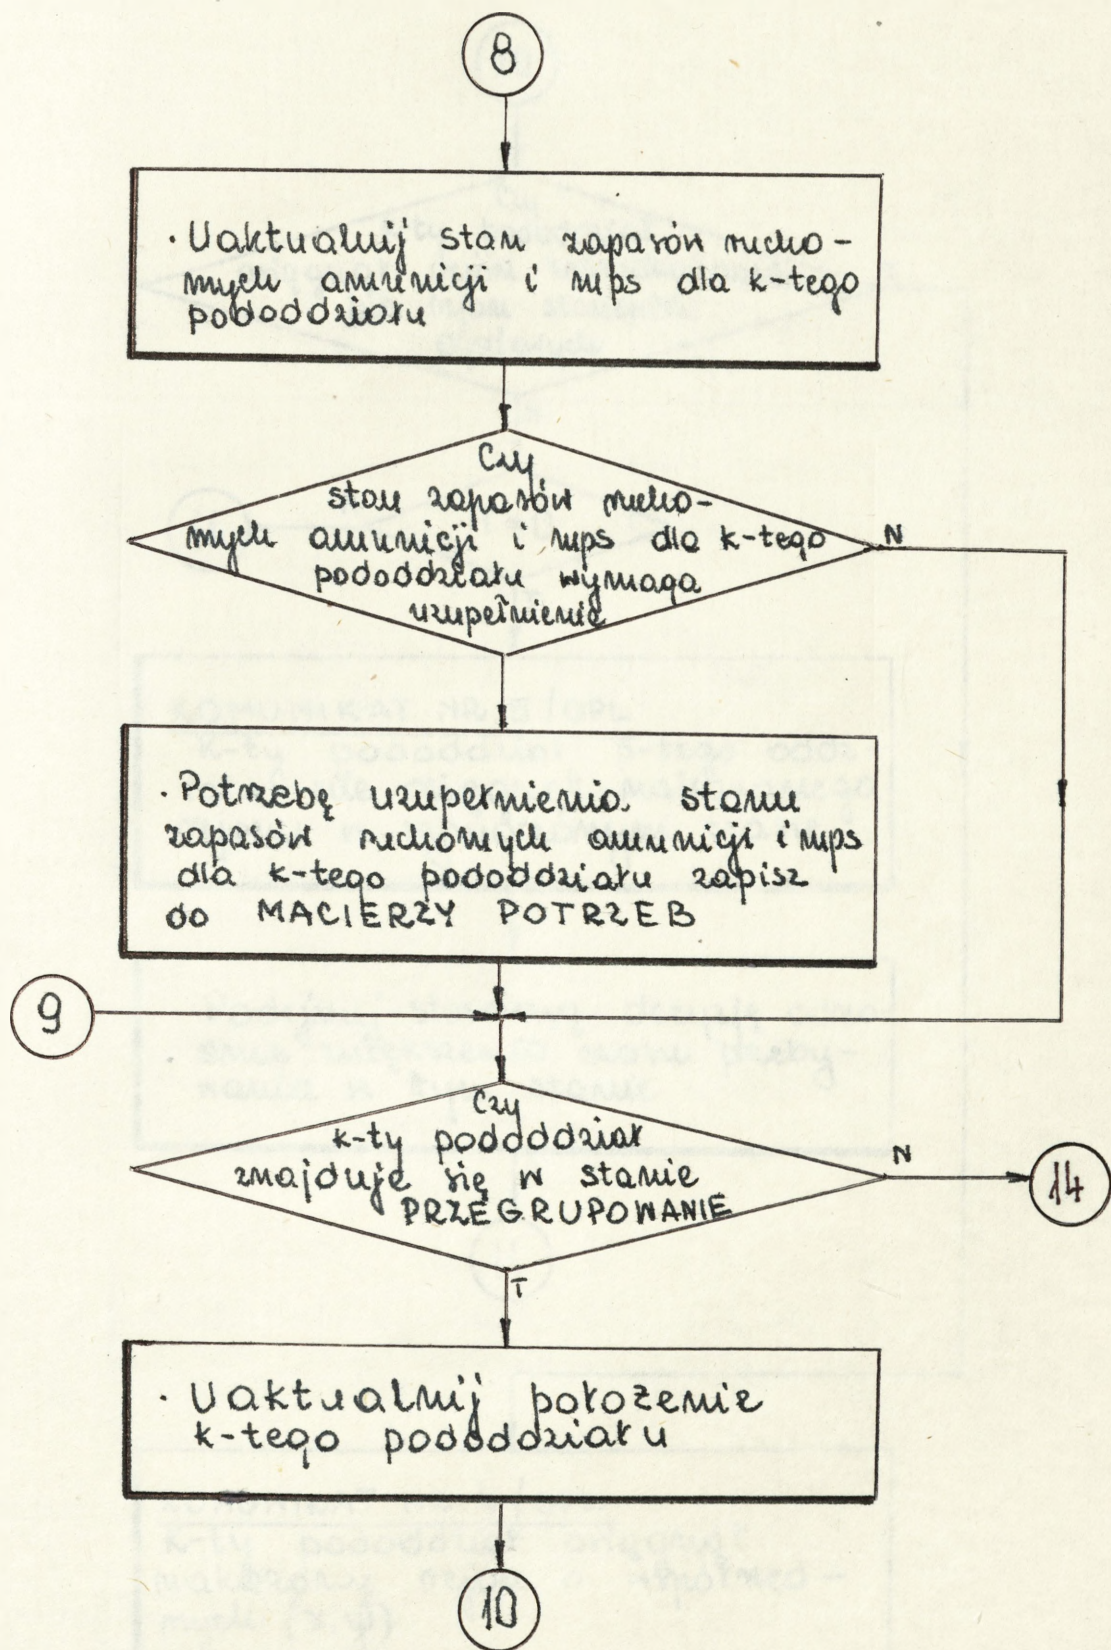 8
· Uaktualnij stan zapasów rucho-
mych amunicji i mps dla k-tego
pododdziału
Czy
stan zapasów rucho-
mych amunicji i mps dla k-tego
pododdziału wymaga
uzupełnienia
N
· Potrzebę uzupełnienia stanu
zapasów ruchomych amunicji i mps
dla k-tego pododdziału zapisz
do MACIERZY POTRZEB
9
Czy
k-ty pododdział
znajduje się w stanie
PRZEGRUPOWANIE
N
14
T
· Uaktualnij położenie
k-tego pododdziału
10